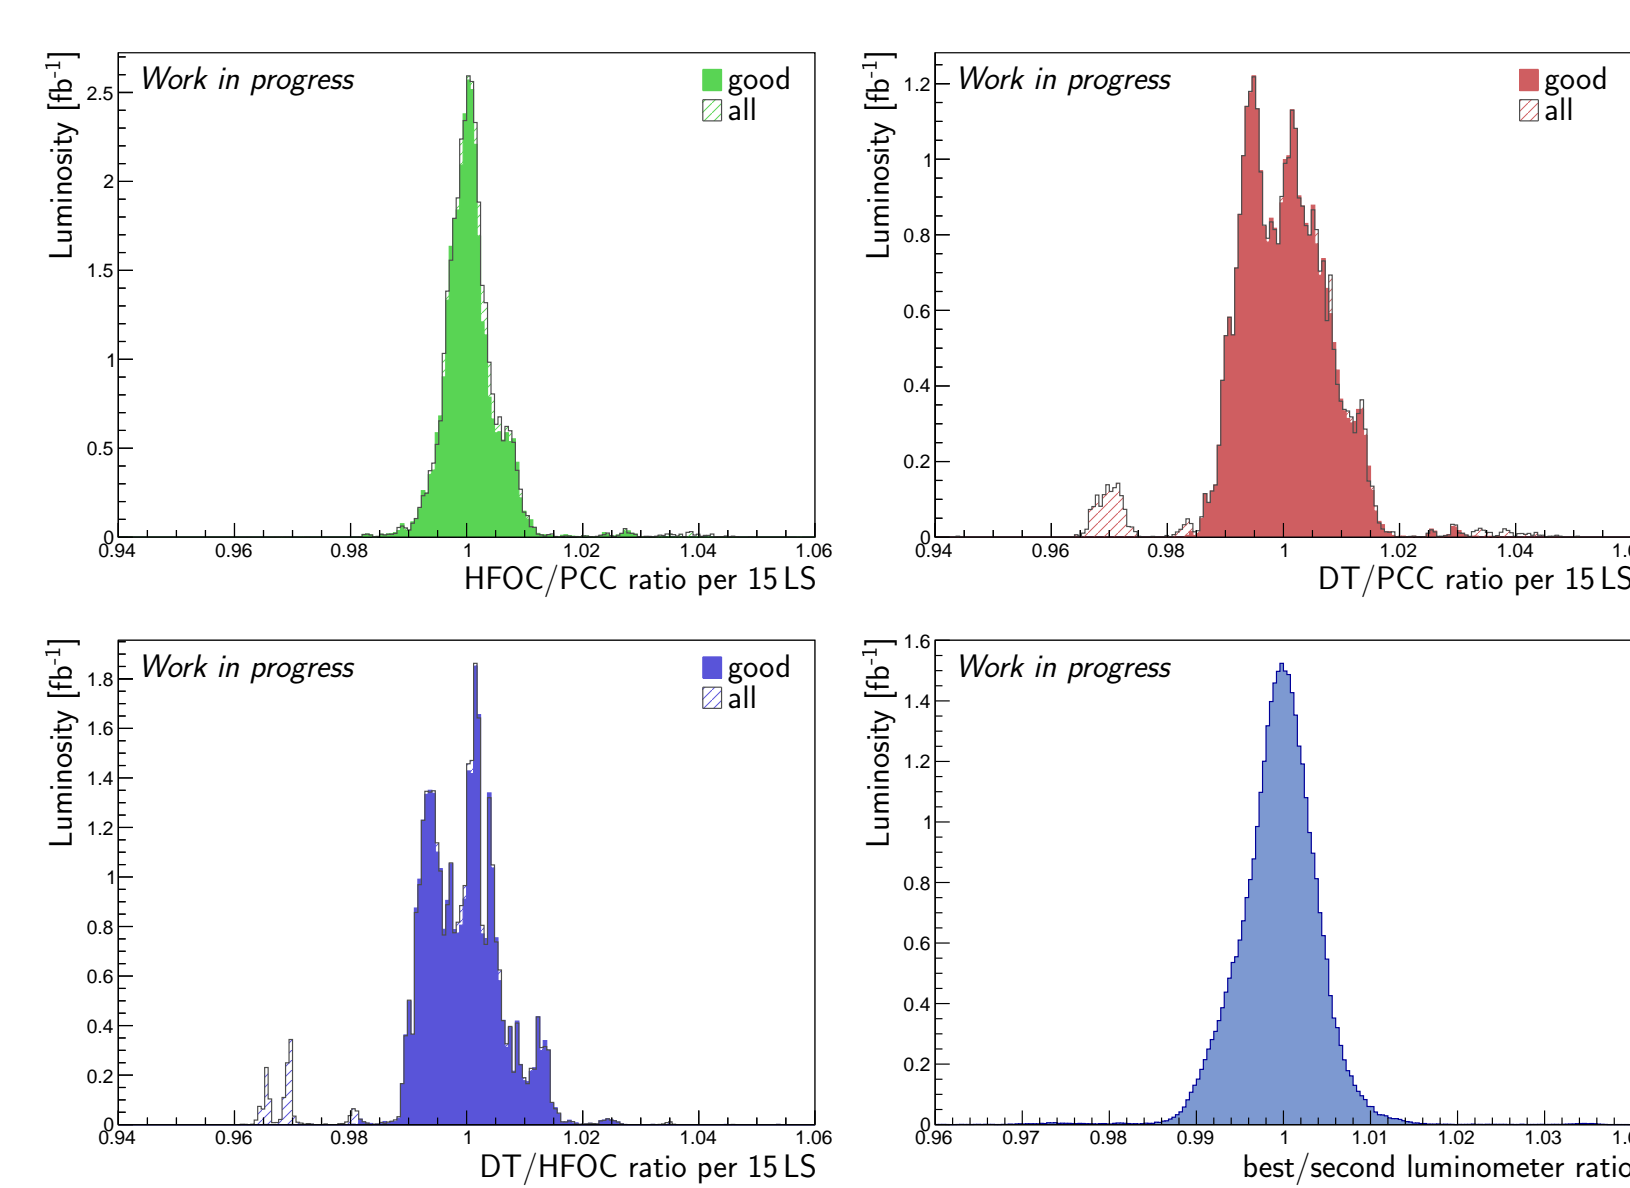 Work in progress
good
all
Luminosity [fb⁻¹]
2.5
2
1.5
1
0.5
0
0.94 0.96 0.98 1 1.02 1.04 1.06
HFOC/PCC ratio per 15 LS
Work in progress
good
all
Luminosity [fb⁻¹]
1.2
1
0.8
0.6
0.4
0.2
0
0.94 0.96 0.98 1 1.02 1.04
DT/PCC ratio per 15 LS
Work in progress
good
all
Luminosity [fb⁻¹]
1.8
1.6
1.4
1.2
1
0.8
0.6
0.4
0.2
0
0.94 0.96 0.98 1 1.02 1.04 1.06
DT/HFOC ratio per 15 LS
Work in progress
Luminosity [fb⁻¹]
1.6
1.4
1.2
1
0.8
0.6
0.4
0.2
0
0.96 0.97 0.98 0.99 1 1.01 1.02 1.03
best/second luminometer ratio